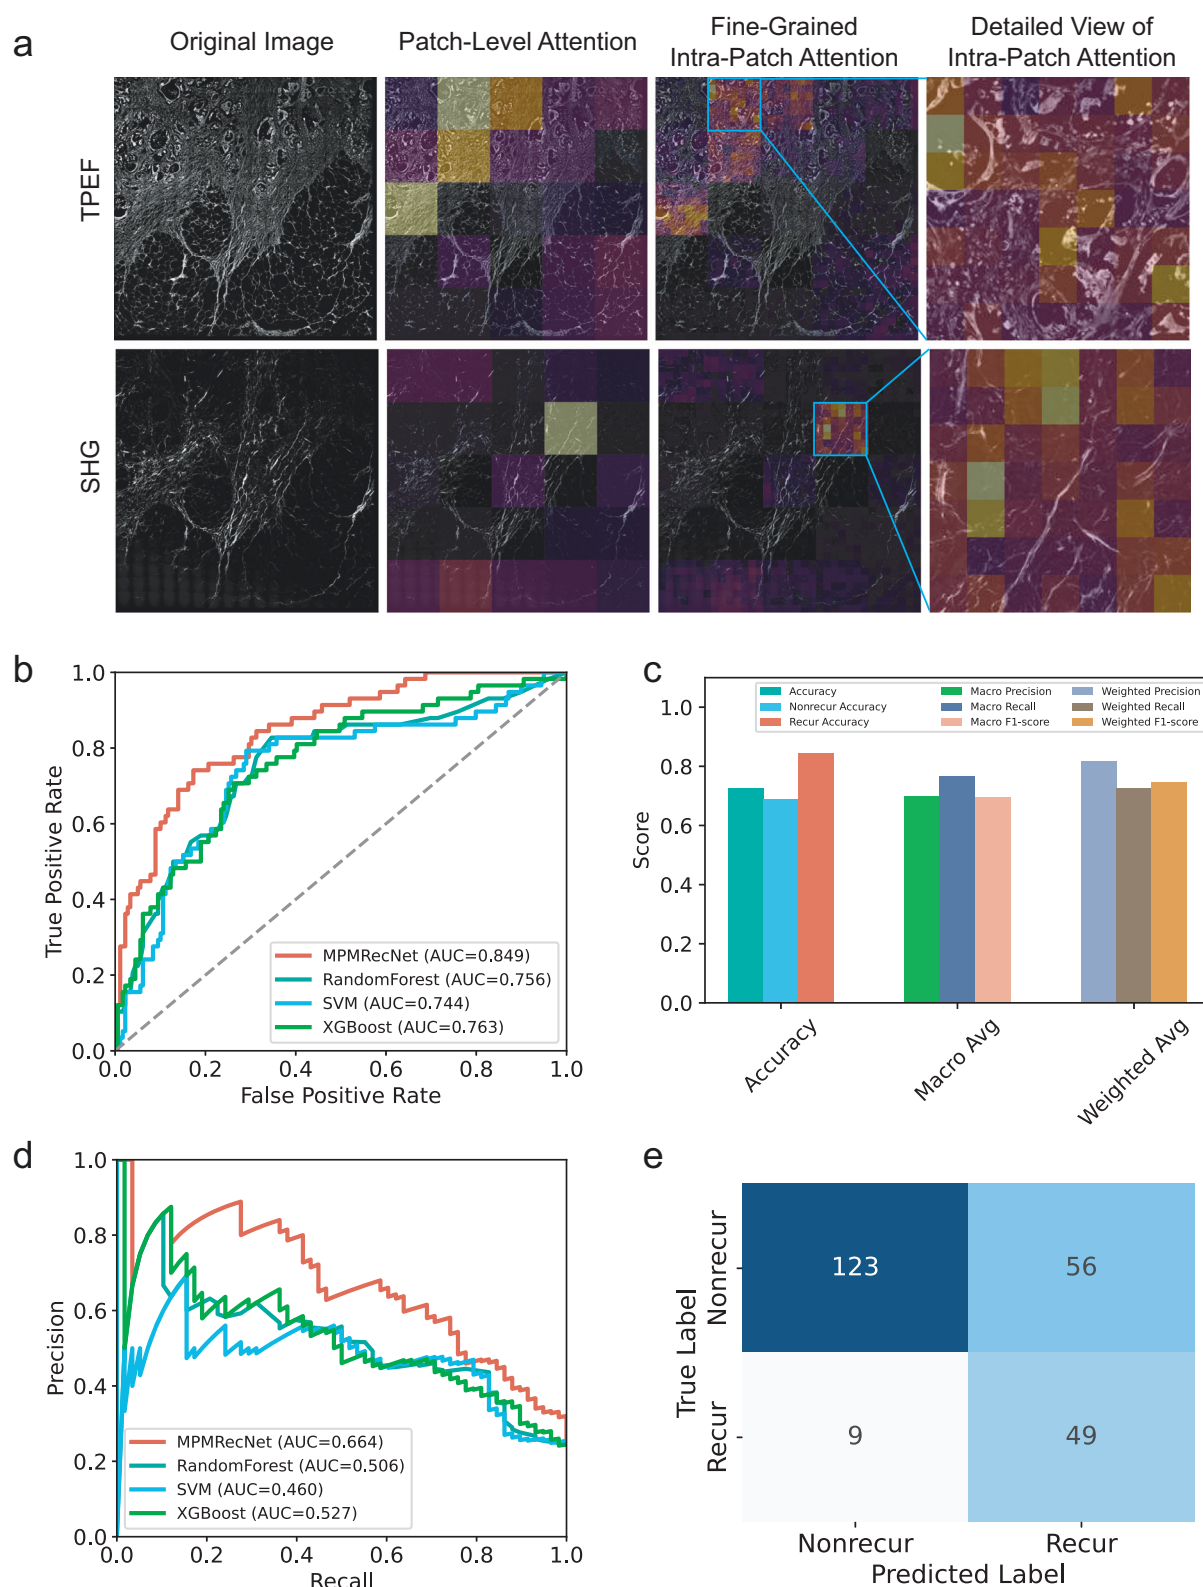 a
Original Image
Patch-Level Attention
Fine-Grained
Intra-Patch Attention
Detailed View of
Intra-Patch Attention
TPEF
SHG
b
1.0
0.8
0.6
0.4
0.2
0.0
True Positive Rate
MPMRecNet (AUC=0.849)
RandomForest (AUC=0.756)
SVM (AUC=0.744)
XGBoost (AUC=0.763)
0.0 0.2 0.4 0.6 0.8 1.0
False Positive Rate
c
1.0
0.8
0.6
0.4
0.2
0.0
Score
Accuracy
Nonrecur Accuracy
Recur Accuracy
Macro Precision
Macro Recall
Macro F1-score
Weighted Precision
Weighted Recall
Weighted F1-score
Accuracy
Macro Avg
Weighted Avg
d
1.0
0.8
0.6
0.4
0.2
0.0
Precision
MPMRecNet (AUC=0.664)
RandomForest (AUC=0.506)
SVM (AUC=0.460)
XGBoost (AUC=0.527)
0.0 0.2 0.4 0.6 0.8 1.0
Recall
e
True Label
Nonrecur
Recur
123
56
9
49
Nonrecur
Recur
Predicted Label